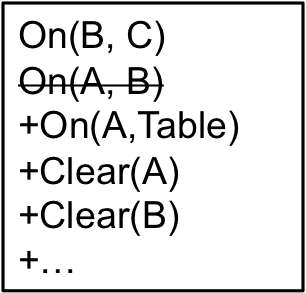 On(B, C)
On(A, B)
+On(A,Table)
+Clear(A)
+Clear(B)
+...